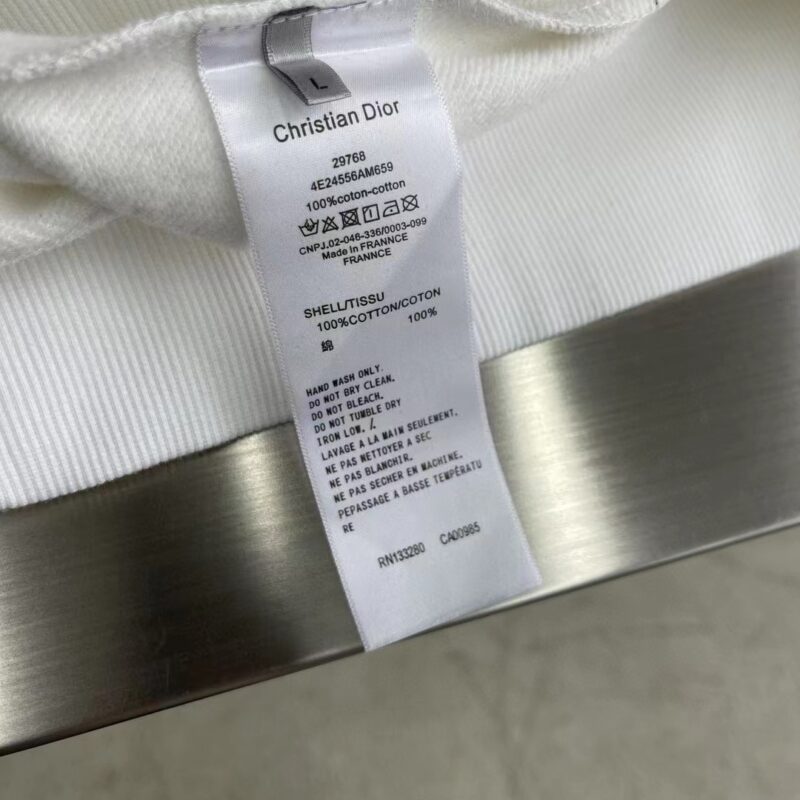 L
Christian Dior
29768
4E24556AM659
100%coton-cotton
CNPJ.02-046-336/0003-099
Made in FRANNCE
FRANNCE
SHELL/TISSU
100%COTTON/COTON
100%
綿
HAND WASH ONLY.
DO NOT BRY CLEAN.
DO NOT BLEACH.
DO NOT TUMBLE DRY
IRON LOW.
LAVAGE A LA MAIN SEULEMENT.
NE PAS NETTOYER A SEC
NE PAS BLANCHIR.
NE PAS SECHER EN MACHINE.
PEPASSAGE A BASSE TEMPÉRATU
RE
RN133280 CA00985